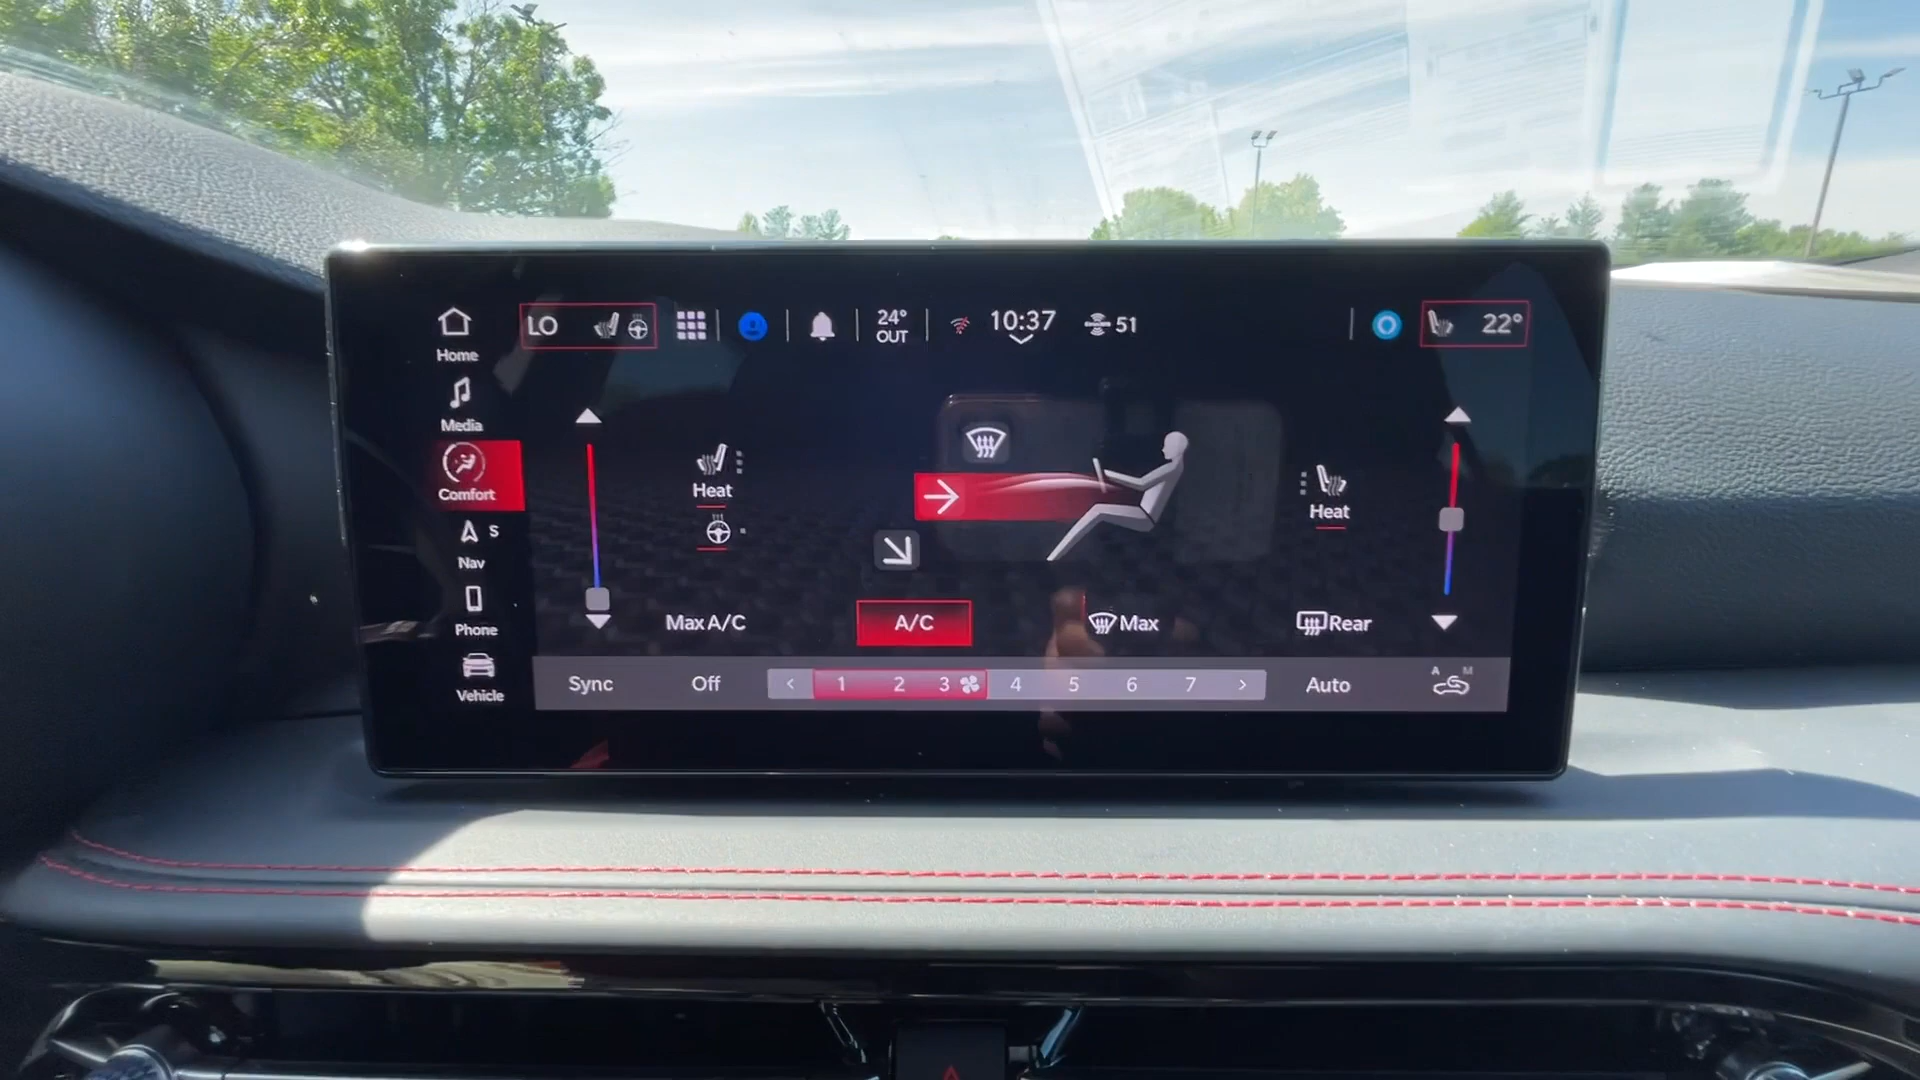 Home
LO
24°
OUT
10:37
51
22°
Media
Comfort
Heat
Heat
S
Nav
Max A/C
A/C
Max
Rear
Phone
Vehicle
Sync
Off
<
1
2
3
4
5
6
7
>
Auto
A
M